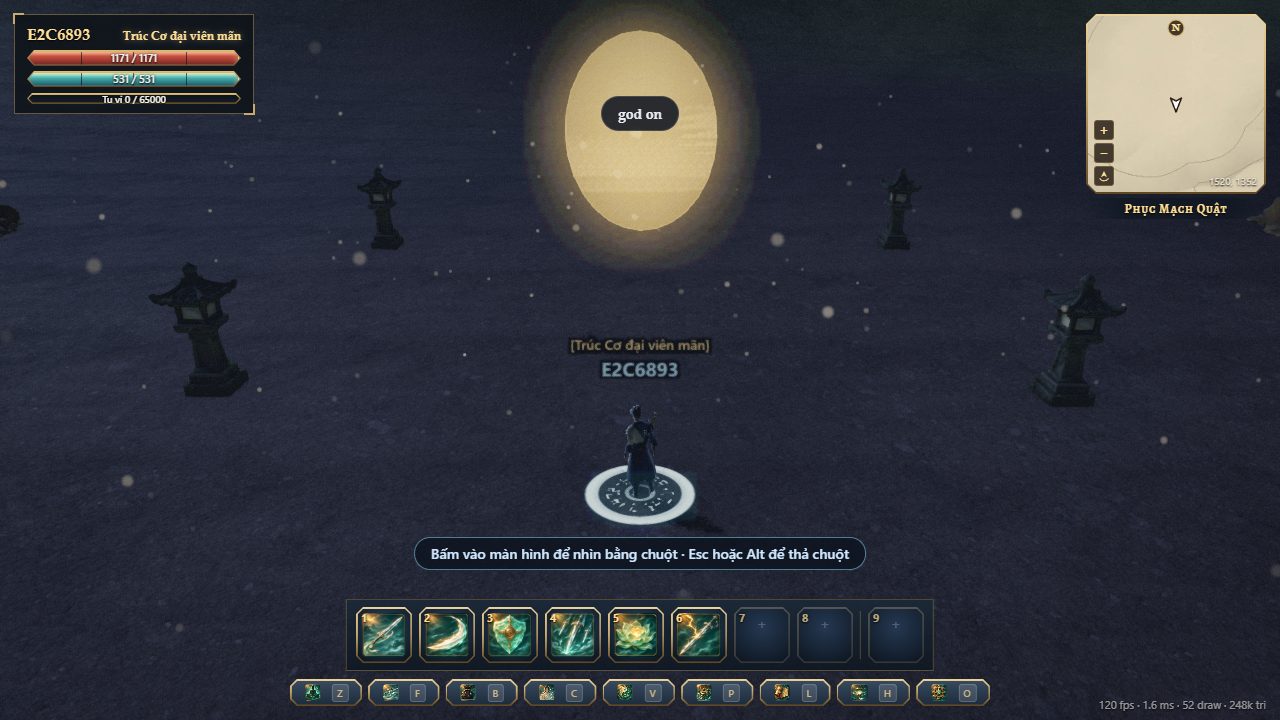 E2C6893
Trúc Cơ đại viên mãn
1171 / 1171
531 / 531
Tu vi 0 / 65000
god on
N
+
−
1520, 1352
Phục Mạch Quật
[Trúc Cơ đại viên mãn]
E2C6893
Bấm vào màn hình để nhìn bằng chuột · Esc hoặc Alt để thả chuột
1 2 3 4 5 6 7 8 9
+ + +
Z F B C V P L H O
120 fps · 1.6 ms · 52 draw · 248k tri